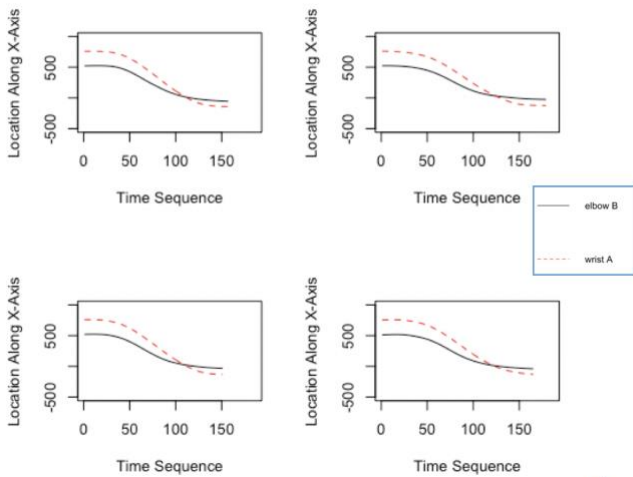 Location Along X-Axis
500
-500
0 50 100 150
Time Sequence
Location Along X-Axis
500
-500
0 50 100 150
Time Sequence
elbow B
wrist A
Location Along X-Axis
500
-500
0 50 100 150
Time Sequence
Location Along X-Axis
500
-500
0 50 100 150
Time Sequence